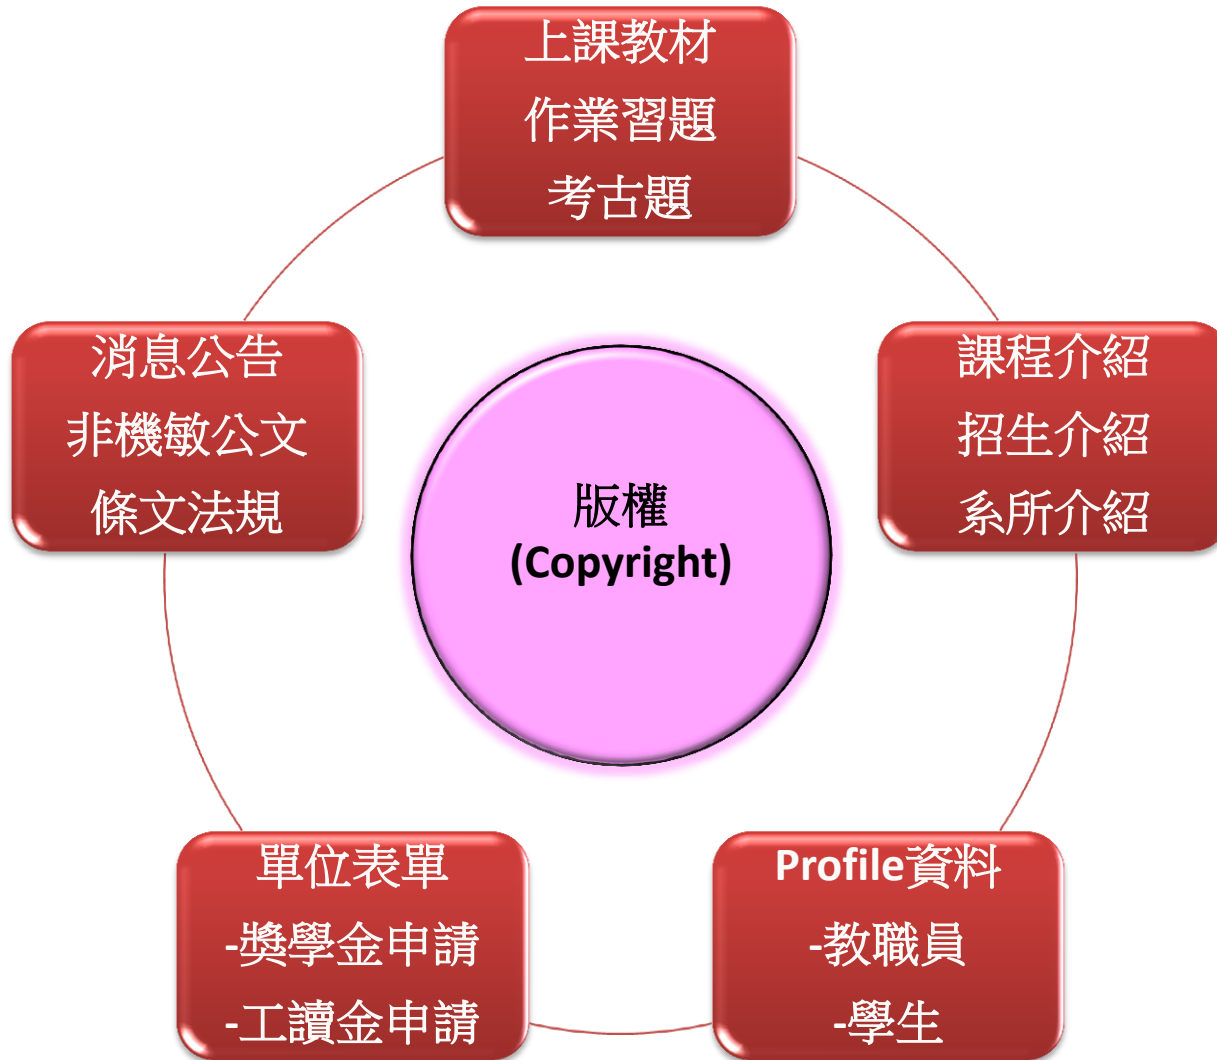 上課教材
作業習題
考古題
消息公告
非機敏公文
條文法規
課程介紹
招生介紹
系所介紹
版權
(Copyright)
單位表單
-獎學金申請
-工讀金申請
Profile資料
-教職員
-學生